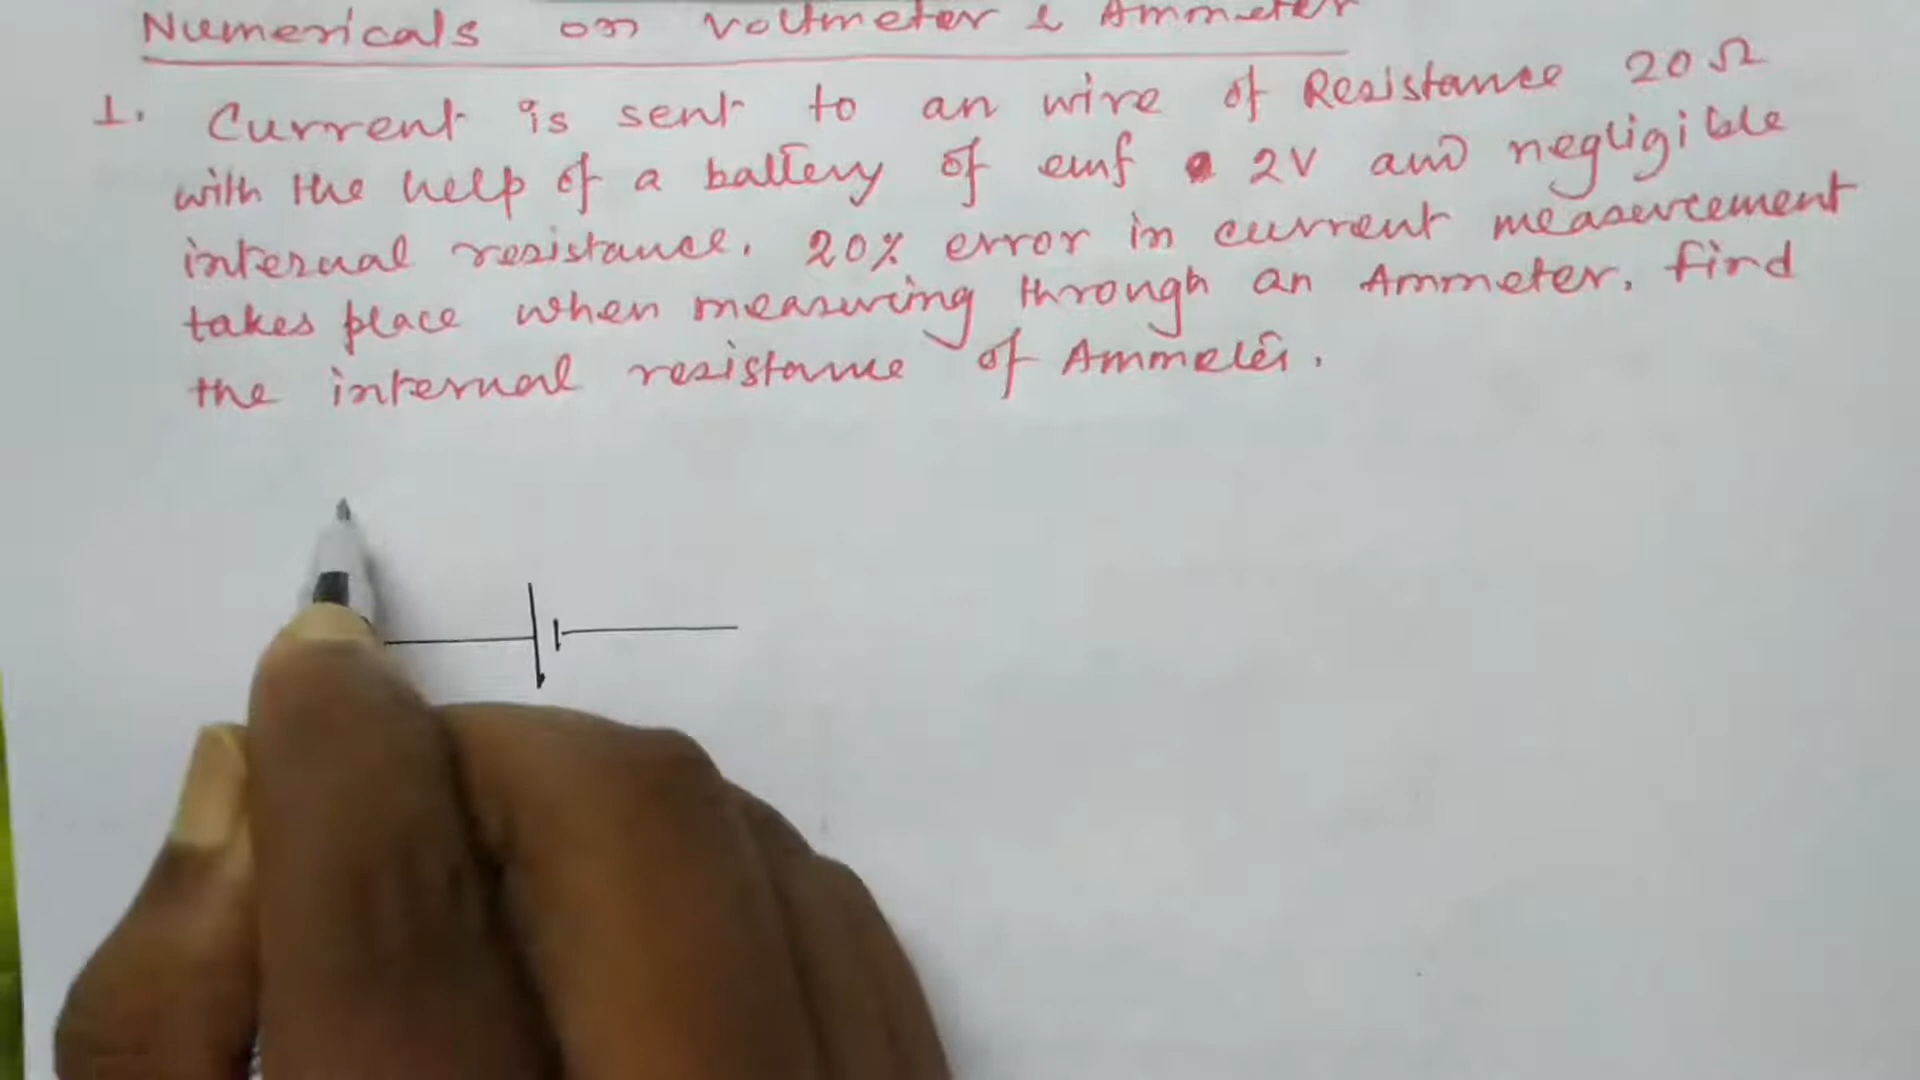 Numericals on Voltmeter & Ammeter
1. Current is sent to an wire of Resistance 20Ω
with the help of a battery of emf 2V and negligible
internal resistance. 20% error in current measurement
takes place when measuring through an Ammeter. find
the internal resistance of Ammeter.